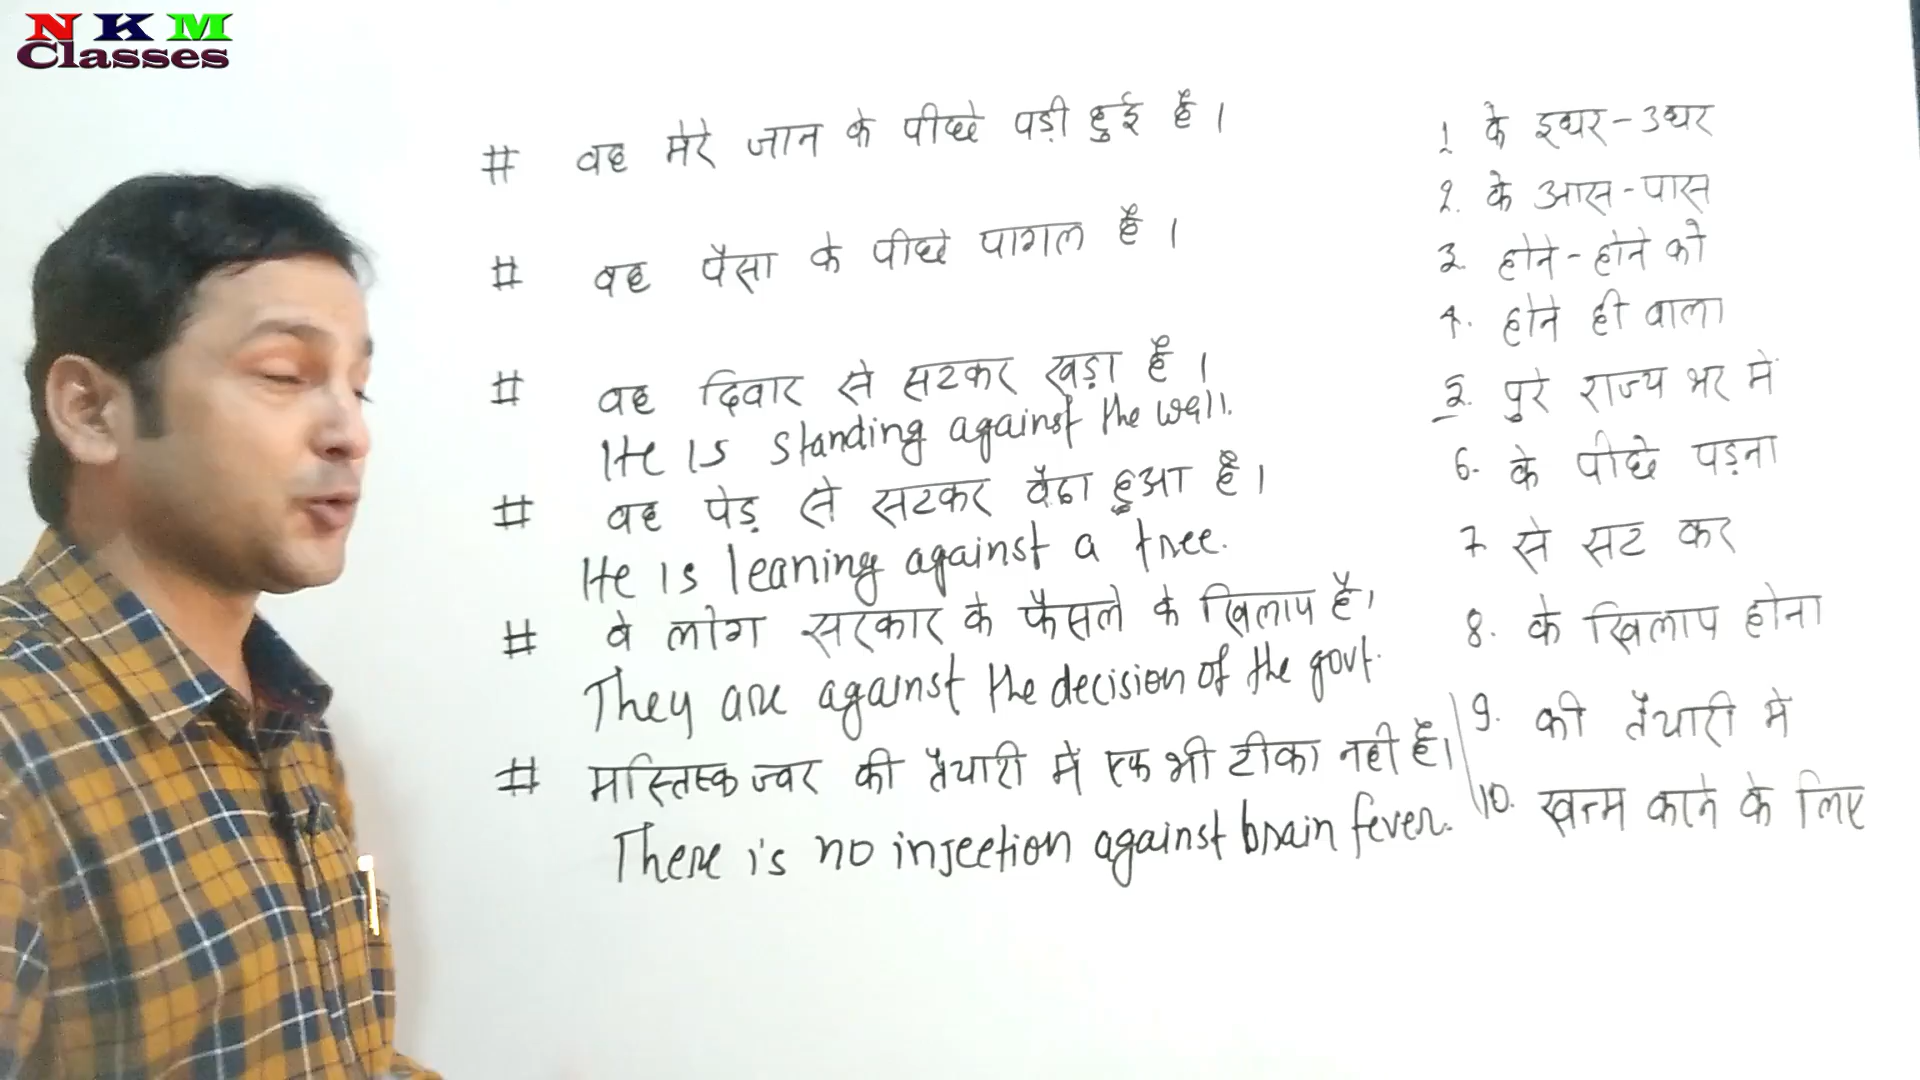 NKM
Classes
# वह मेरे जान के पीछे पड़ी हुई है।
# वह पैसा के पीछे पागल है।
# वह दिवार से सटकर खड़ा है।
He is standing against the wall.
# वह पेड़ से सटकर बैठा हुआ है।
He is leaning against a tree.
# वे लोग सरकार के फैसले के खिलाप है।
They are against the decision of the govt.
# मस्तिस्क ज्वर की तैयारी में एक भी टीका नही है।
There is no injection against brain fever.
1. के इधर-उधर
2. के आस-पास
3. होने-होने को
4. होने ही वाला
5. पुरे राज्य भर में
6. के पीछे पड़ना
7. से सट कर
8. के खिलाप होना
9. की तैयारी में
10. खत्म करने के लिए